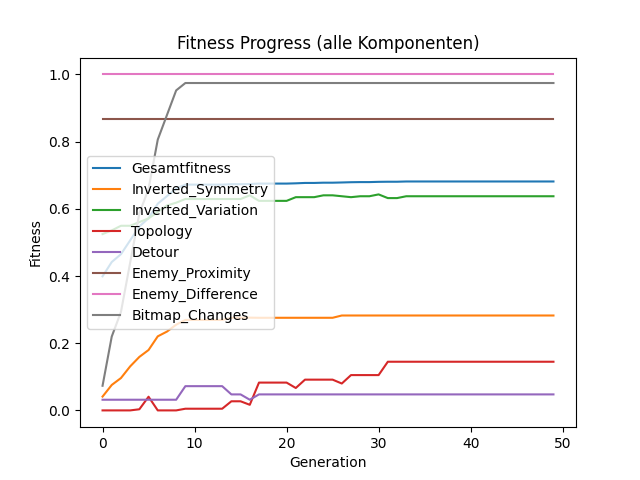 Fitness Progress (alle Komponenten)
Fitness
1.0
0.8
0.6
0.4
0.2
0.0
Gesamtfitness
Inverted_Symmetry
Inverted_Variation
Topology
Detour
Enemy_Proximity
Enemy_Difference
Bitmap_Changes
0 10 20 30 40 50
Generation